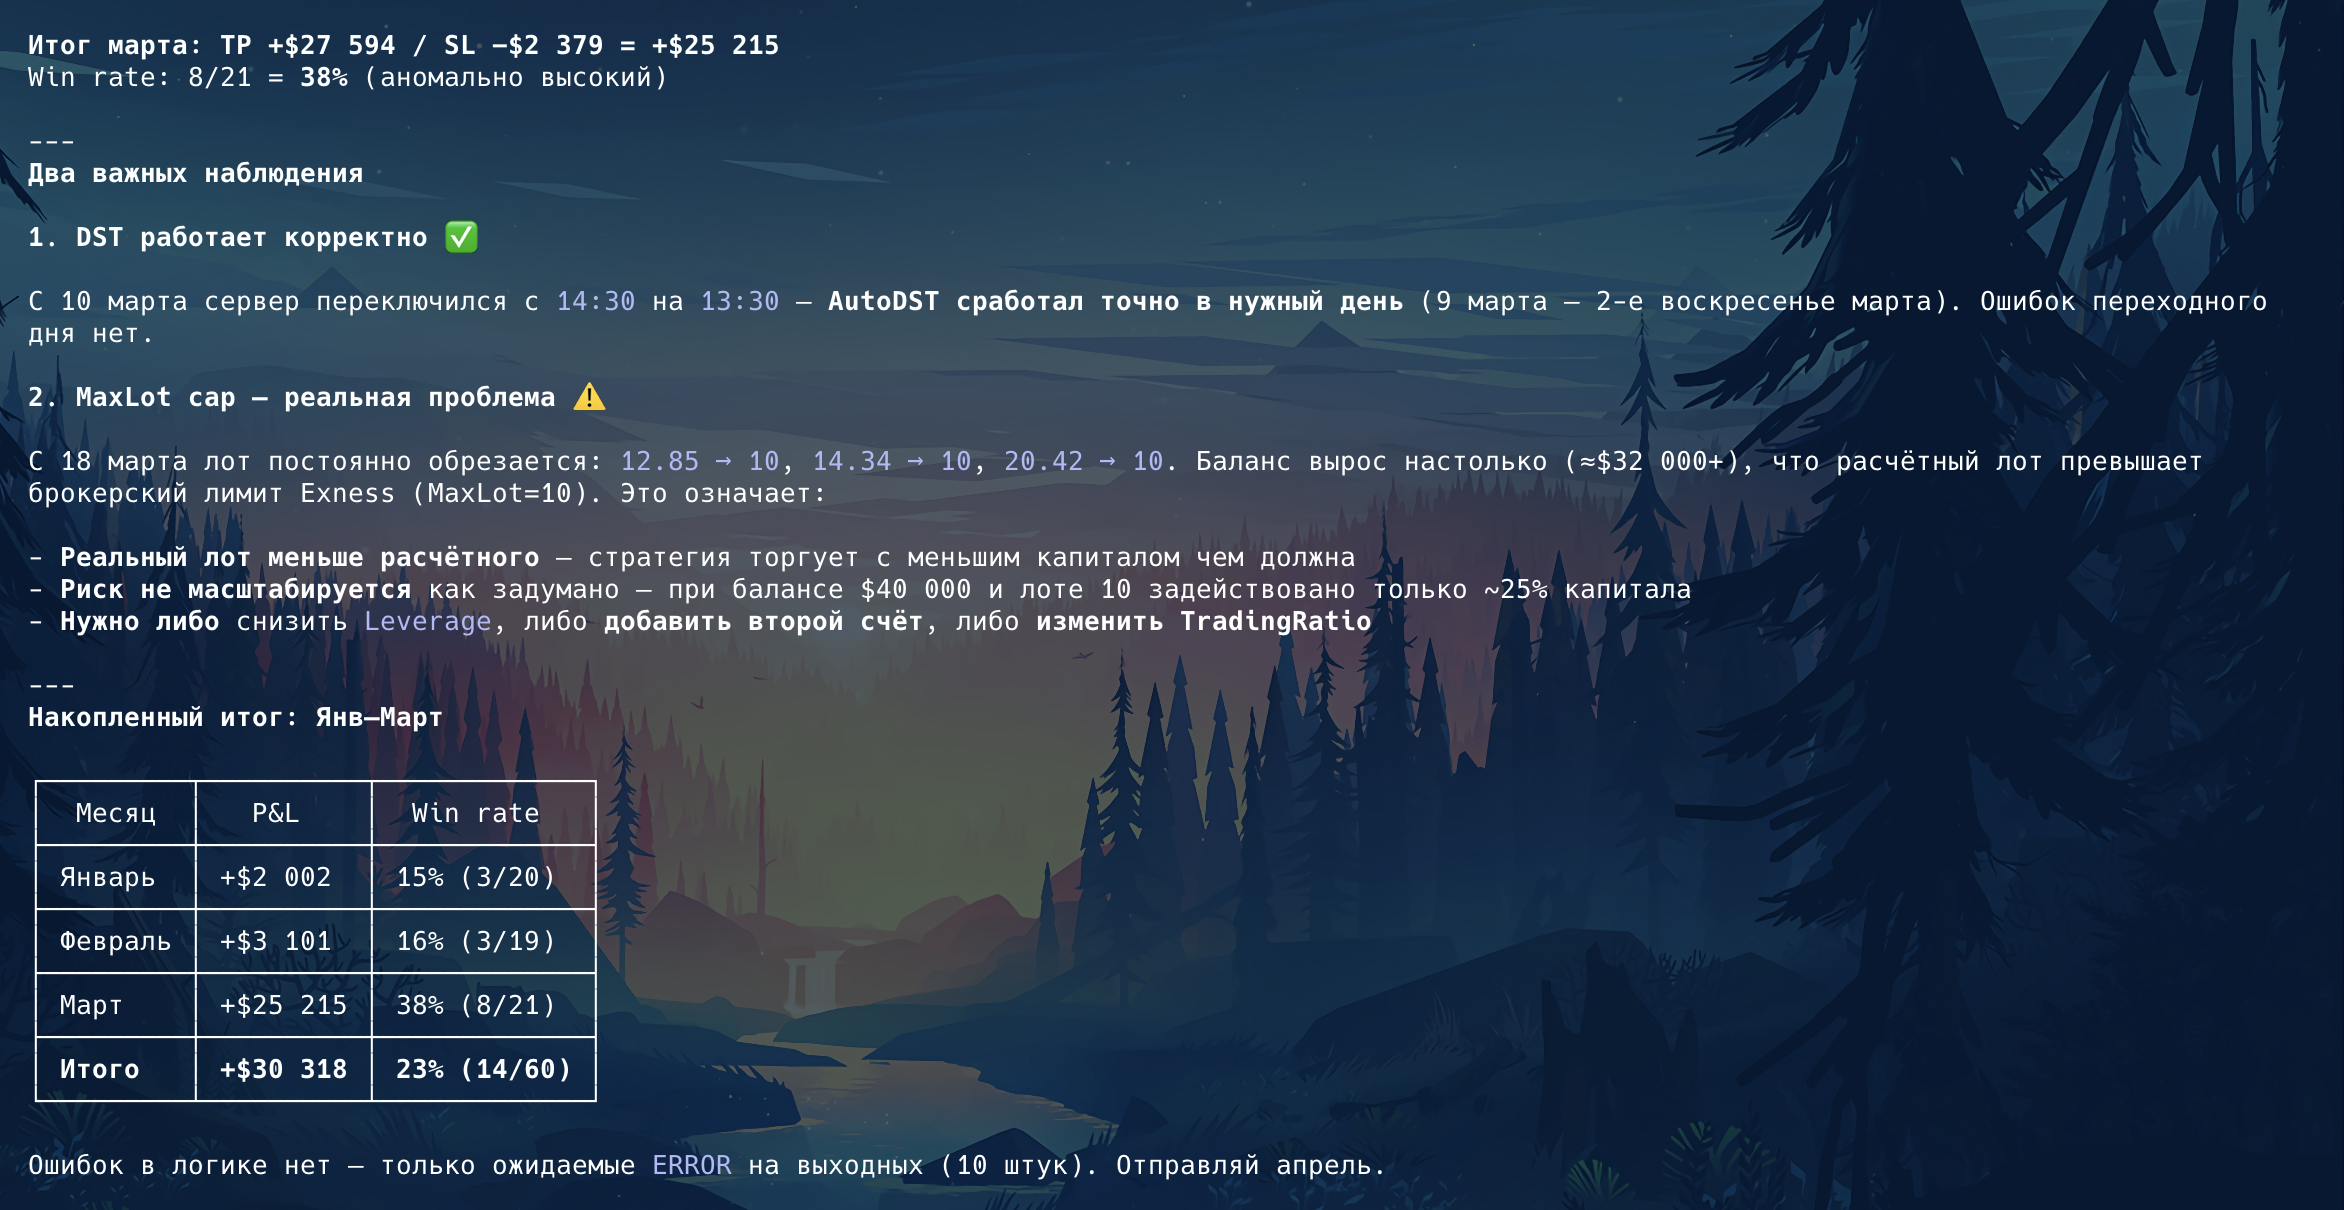 Итог марта: TP +$27 594 / SL −$2 379 = +$25 215
Win rate: 8/21 = 38% (аномально высокий)
---
Два важных наблюдения
1. DST работает корректно ✅
С 10 марта сервер переключился с 14:30 на 13:30 — AutoDST сработал точно в нужный день (9 марта — 2-е воскресенье марта). Ошибок переходного
дня нет.
2. MaxLot cap — реальная проблема ⚠️
С 18 марта лот постоянно обрезается: 12.85 → 10, 14.34 → 10, 20.42 → 10. Баланс вырос настолько (≈$32 000+), что расчётный лот превышает
брокерский лимит Exness (MaxLot=10). Это означает:
- Реальный лот меньше расчётного — стратегия торгует с меньшим капиталом чем должна
- Риск не масштабируется как задумано — при балансе $40 000 и лоте 10 задействовано только ~25% капитала
- Нужно либо снизить Leverage, либо добавить второй счёт, либо изменить TradingRatio
---
Накопленный итог: Янв–Март
Месяц P&L Win rate
Январь +$2 002 15% (3/20)
Февраль +$3 101 16% (3/19)
Март +$25 215 38% (8/21)
Итого +$30 318 23% (14/60)
Ошибок в логике нет — только ожидаемые ERROR на выходных (10 штук). Отправляй апрель.